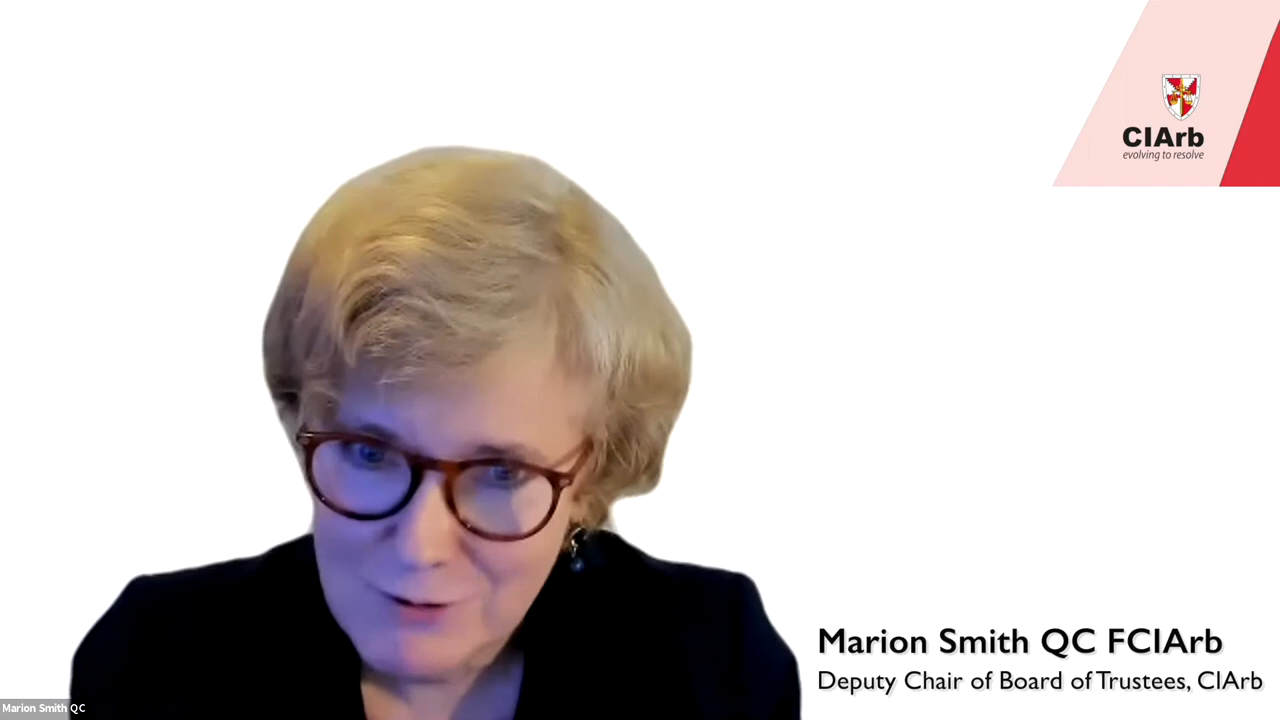 CIArb
evolving to resolve
Marion Smith QC FCIArb
Deputy Chair of Board of Trustees, CIArb
Marion Smith QC